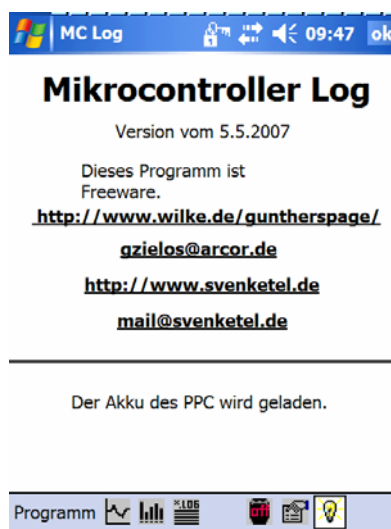 MC Log 09:47 ok
Mikrocontroller Log
Version vom 5.5.2007
Dieses Programm ist
Freeware.
http://www.wilke.de/guntherspage/
gzielos@arcor.de
http://www.svenketel.de
mail@svenketel.de
Der Akku des PPC wird geladen.
Programm *.LOG off